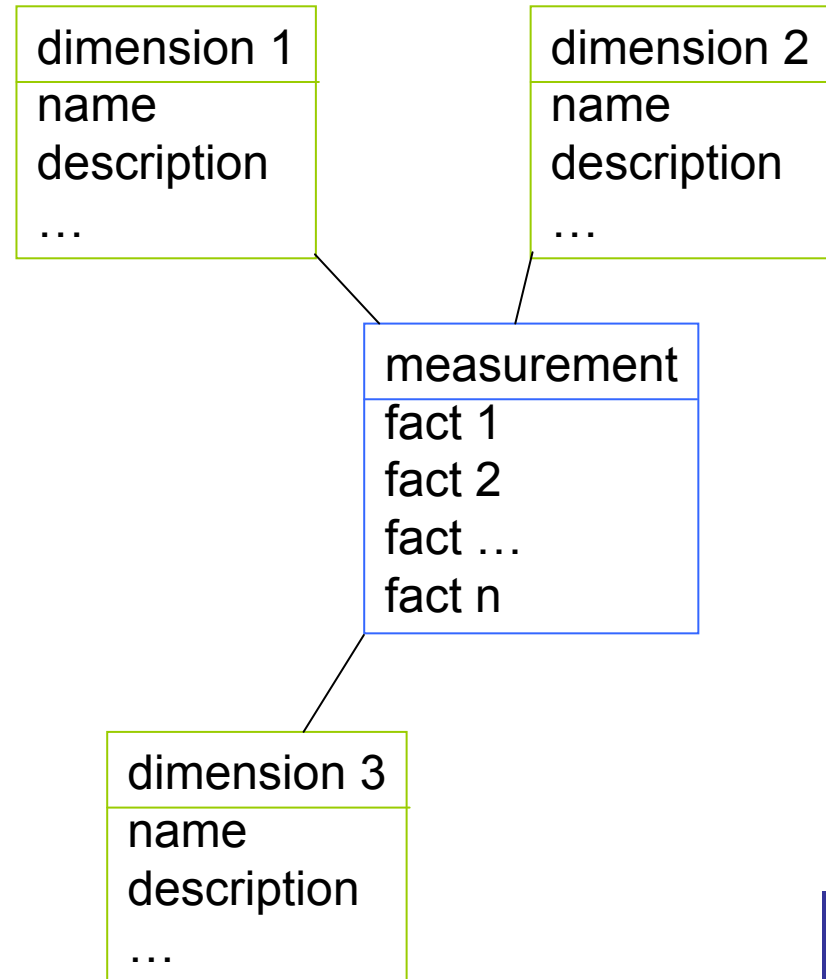 dimension 1
name
description
…
dimension 2
name
description
…
measurement
fact 1
fact 2
fact …
fact n
dimension 3
name
description
…